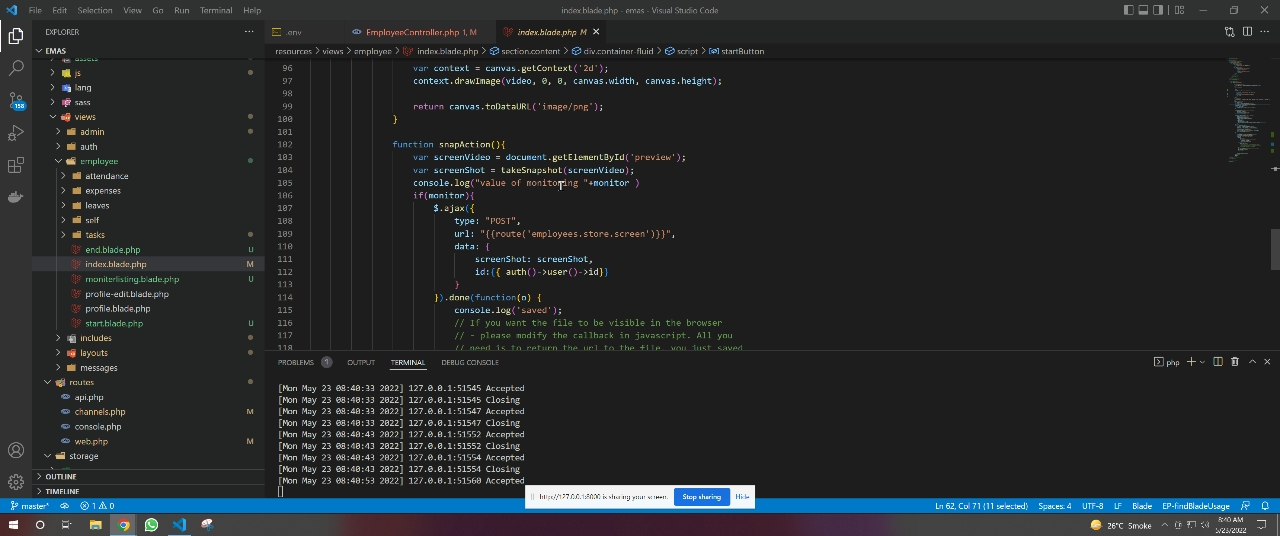 File Edit Selection View Go Run Terminal Help
index.blade.php - emas - Visual Studio Code
EXPLORER
.env
EmployeeController.php 1, M
index.blade.php M
resources > views > employee > index.blade.php > section.content > div.container-fluid > script > startButton
EMAS
assets
js
lang
sass
views
admin
auth
employee
attendance
expenses
leaves
self
tasks
end.blade.php U
index.blade.php M
moniterlisting.blade.php U
profile-edit.blade.php
profile.blade.php
start.blade.php U
includes
layouts
messages
routes
api.php
channels.php M
console.php
web.php M
storage
OUTLINE
TIMELINE
158
96 var context = canvas.getContext('2d');
97 context.drawImage(video, 0, 0, canvas.width, canvas.height);
98
99 return canvas.toDataURL('image/png');
100 }
101
102 function snapAction(){
103 var screenVideo = document.getElementById('preview');
104 var screenShot = takeSnapshot(screenVideo);
105 console.log("value of monitoring "+monitor )
106 if(monitor){
107 $.ajax({
108 type: "POST",
109 url: "{{route('employees.store.screen')}}",
110 data: {
111 screenShot: screenShot,
112 id:{{ auth()->user()->id}}
113 }
114 }).done(function(o) {
115 console.log('saved');
116 // If you want the file to be visible in the browser
117 // - please modify the callback in javascript. All you
118 // need is to return the url to the file, you just saved
PROBLEMS 1 OUTPUT TERMINAL DEBUG CONSOLE
php
[Mon May 23 08:40:33 2022] 127.0.0.1:51545 Accepted
[Mon May 23 08:40:33 2022] 127.0.0.1:51545 Closing
[Mon May 23 08:40:33 2022] 127.0.0.1:51547 Accepted
[Mon May 23 08:40:33 2022] 127.0.0.1:51547 Closing
[Mon May 23 08:40:43 2022] 127.0.0.1:51552 Accepted
[Mon May 23 08:40:43 2022] 127.0.0.1:51552 Closing
[Mon May 23 08:40:43 2022] 127.0.0.1:51554 Accepted
[Mon May 23 08:40:43 2022] 127.0.0.1:51554 Closing
[Mon May 23 08:40:53 2022] 127.0.0.1:51560 Accepted
http://127.0.0.1:8000 is sharing your screen. Stop sharing Hide
master* 1 0
Ln 62, Col 71 (11 selected) Spaces: 4 UTF-8 LF Blade EP-findBladeUsage
26°C Smoke
8:40 AM
5/23/2022